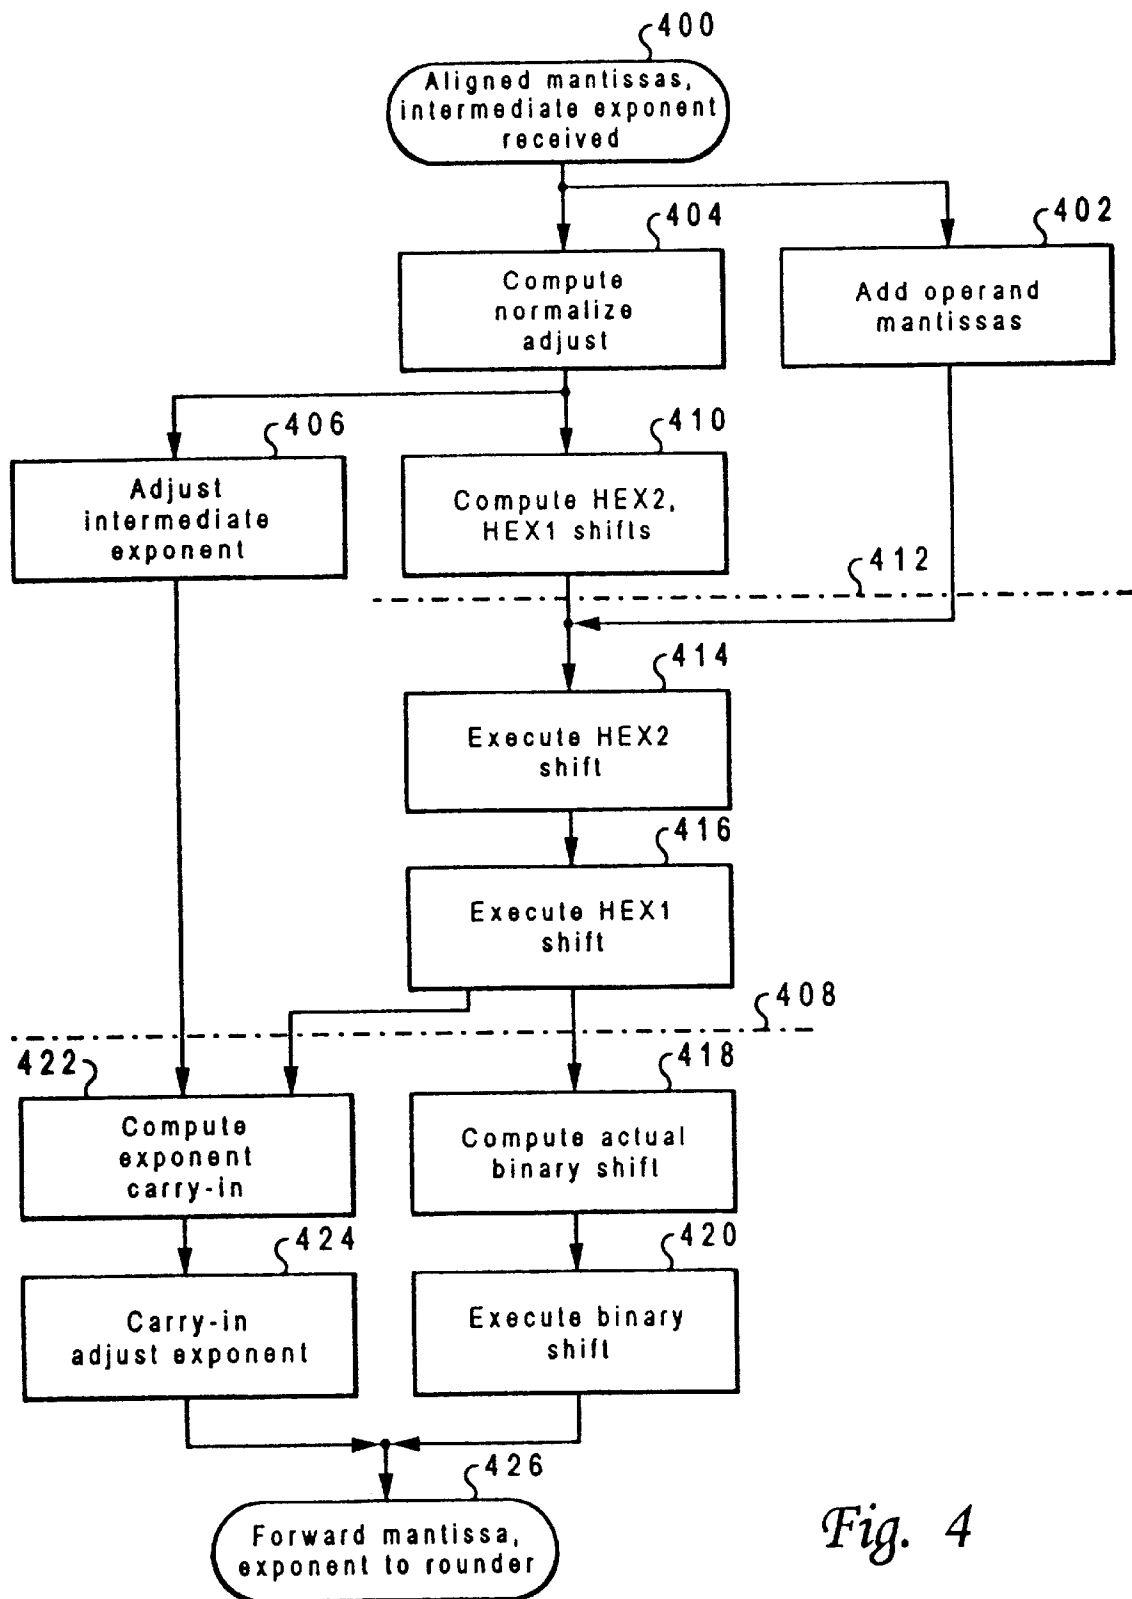 400
Aligned mantissas,
intermediate exponent
received
404
402
Compute
normalize
adjust
Add operand
mantissas
406
410
Adjust
intermediate
exponent
Compute HEX2,
HEX1 shifts
412
414
Execute HEX2
shift
416
Execute HEX1
shift
408
422
418
Compute
exponent
carry-in
Compute actual
binary shift
424
420
Carry-in
adjust exponent
Execute binary
shift
426
Forward mantissa,
exponent to rounder
Fig. 4